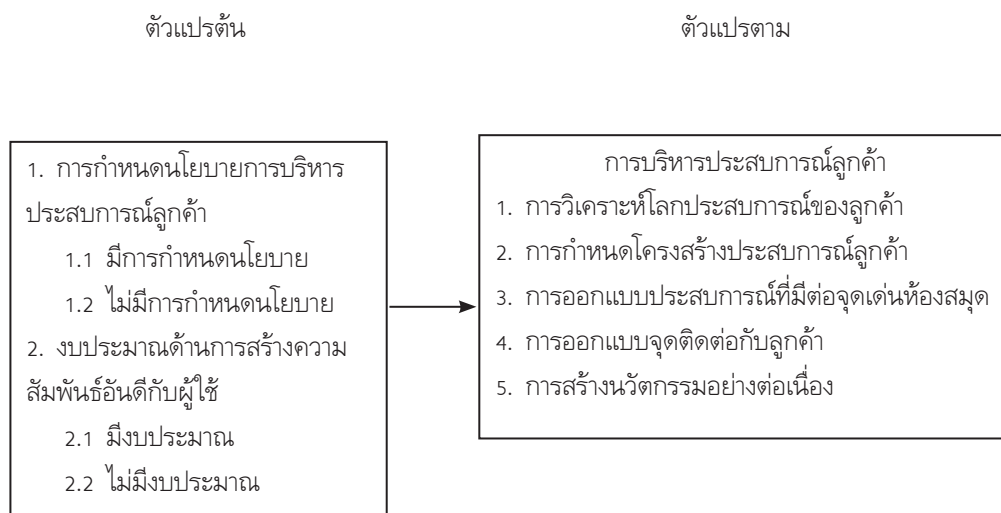 ตัวแปรต้น
ตัวแปรตาม
1. การกำหนดนโยบายการบริหาร
ประสบการณ์ลูกค้า
1.1 มีการกำหนดนโยบาย
1.2 ไม่มีการกำหนดนโยบาย
2. งบประมาณด้านการสร้างความ
สัมพันธ์อันดีกับผู้ใช้
2.1 มีงบประมาณ
2.2 ไม่มีงบประมาณ
การบริหารประสบการณ์ลูกค้า
1. การวิเคราะห์โลกประสบการณ์ของลูกค้า
2. การกำหนดโครงสร้างประสบการณ์ลูกค้า
3. การออกแบบประสบการณ์ที่มีต่อจุดเด่นห้องสมุด
4. การออกแบบจุดติดต่อกับลูกค้า
5. การสร้างนวัตกรรมอย่างต่อเนื่อง